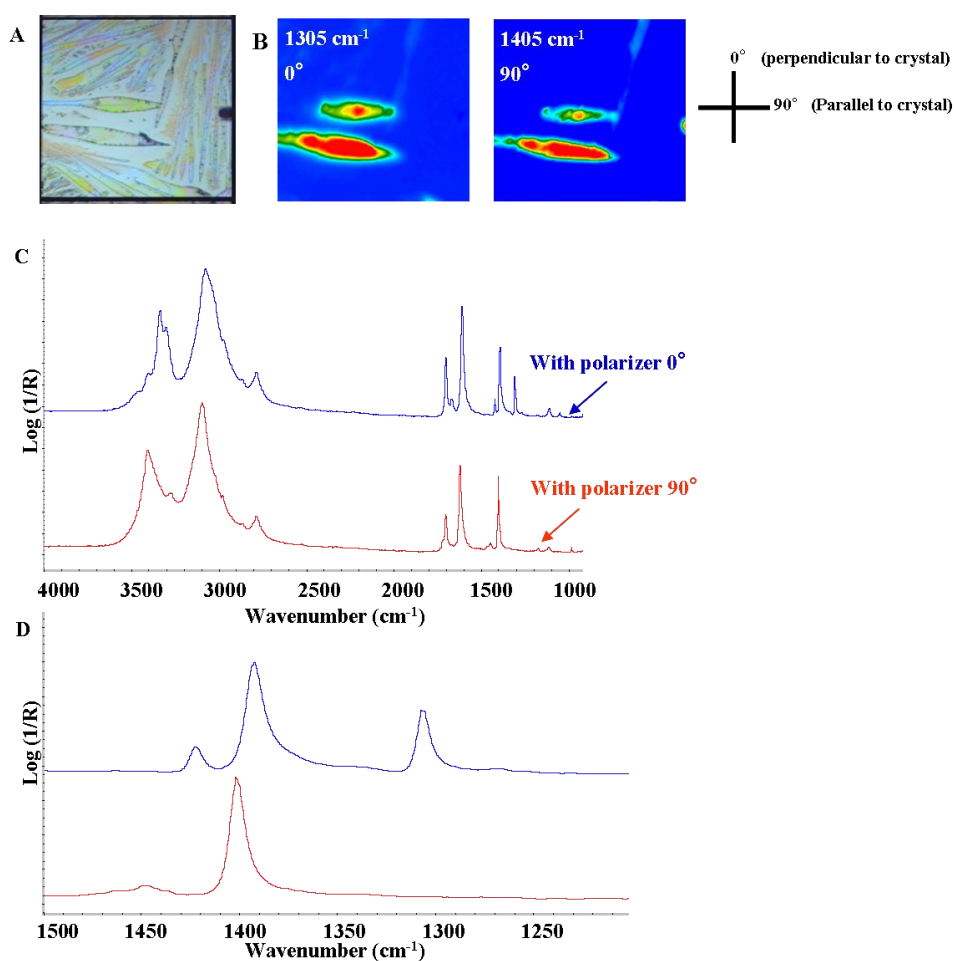 A
B
1305 cm-1
0°
1405 cm-1
90°
0° (perpendicular to crystal)
90° (Parallel to crystal)
C
Log (1/R)
With polarizer 0°
With polarizer 90°
4000 3500 3000 2500 2000 1500 1000
Wavenumber (cm-1)
D
Log (1/R)
1500 1450 1400 1350 1300 1250
Wavenumber (cm-1)